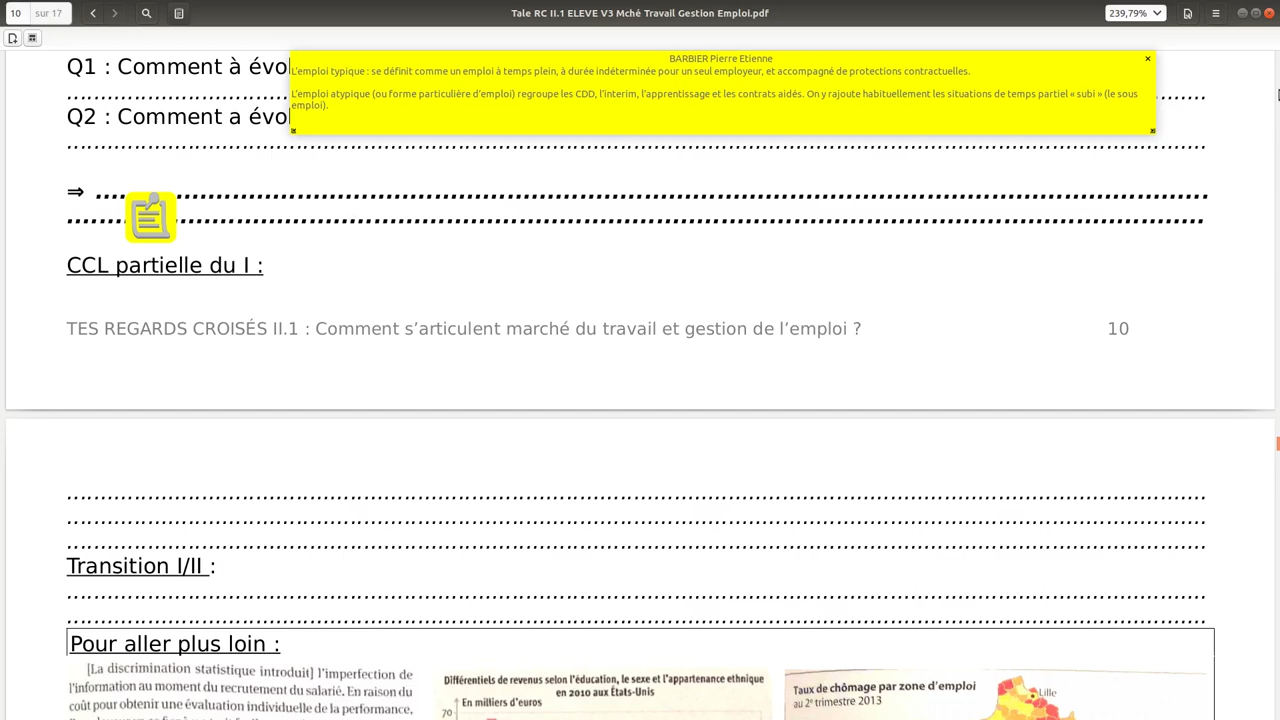 10 sur 17 Tale RC II.1 ELEVE V3 Mché Travail Gestion Emploi.pdf 239,79%
Q1 : Comment à évol
BARBIER Pierre Etienne
L'emploi typique : se définit comme un emploi à temps plein, à durée indéterminée pour un seul employeur, et accompagné de protections contractuelles.
L'emploi atypique (ou forme particulière d'emploi) regroupe les CDD, l'interim, l'apprentissage et les contrats aidés. On y rajoute habituellement les situations de temps partiel « subi » (le sous
emploi).
Q2 : Comment a évol
⇒
CCL partielle du I :
TES REGARDS CROISÉS II.1 : Comment s'articulent marché du travail et gestion de l'emploi ? 10
Transition I/II :
Pour aller plus loin :
[La discrimination statistique introduit] l'imperfection de
l'information au moment du recrutement du salarié. En raison du
coût pour obtenir une évaluation individuelle de la performance,
Différentiels de revenus selon l'éducation, le sexe et l'appartenance ethnique
en 2010 aux États-Unis
En milliers d'euros
70
Taux de chômage par zone d'emploi
au 2e trimestre 2013
Lille